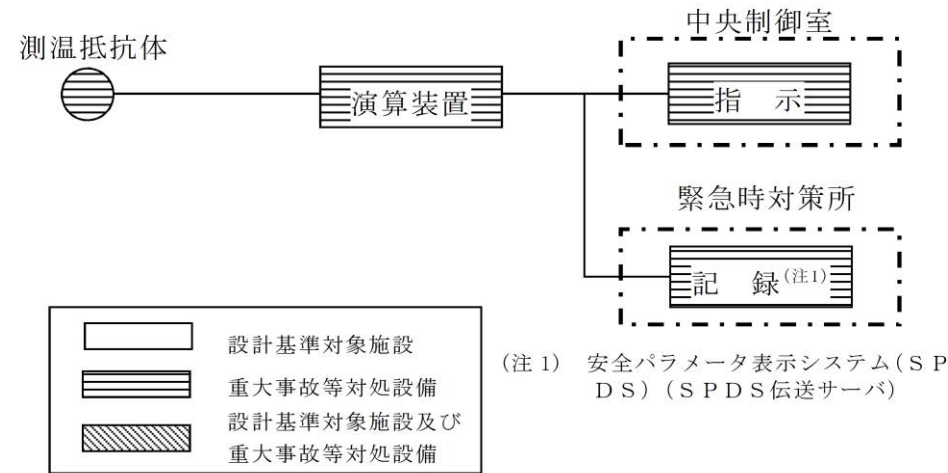 中央制御室
測温抵抗体
演算装置
指　示
緊急時対策所
記　録(注1)
設計基準対象施設
重大事故等対処設備
設計基準対象施設及び
重大事故等対処設備
(注 1)　安全パラメータ表示システム(ＳＰ
ＤＳ)（ＳＰＤＳ伝送サーバ）